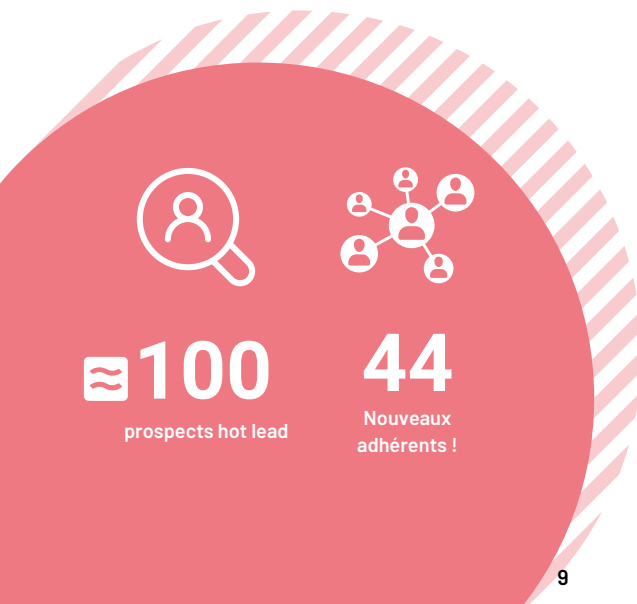 ≈100
prospects hot lead
44
Nouveaux
adhérents !
9